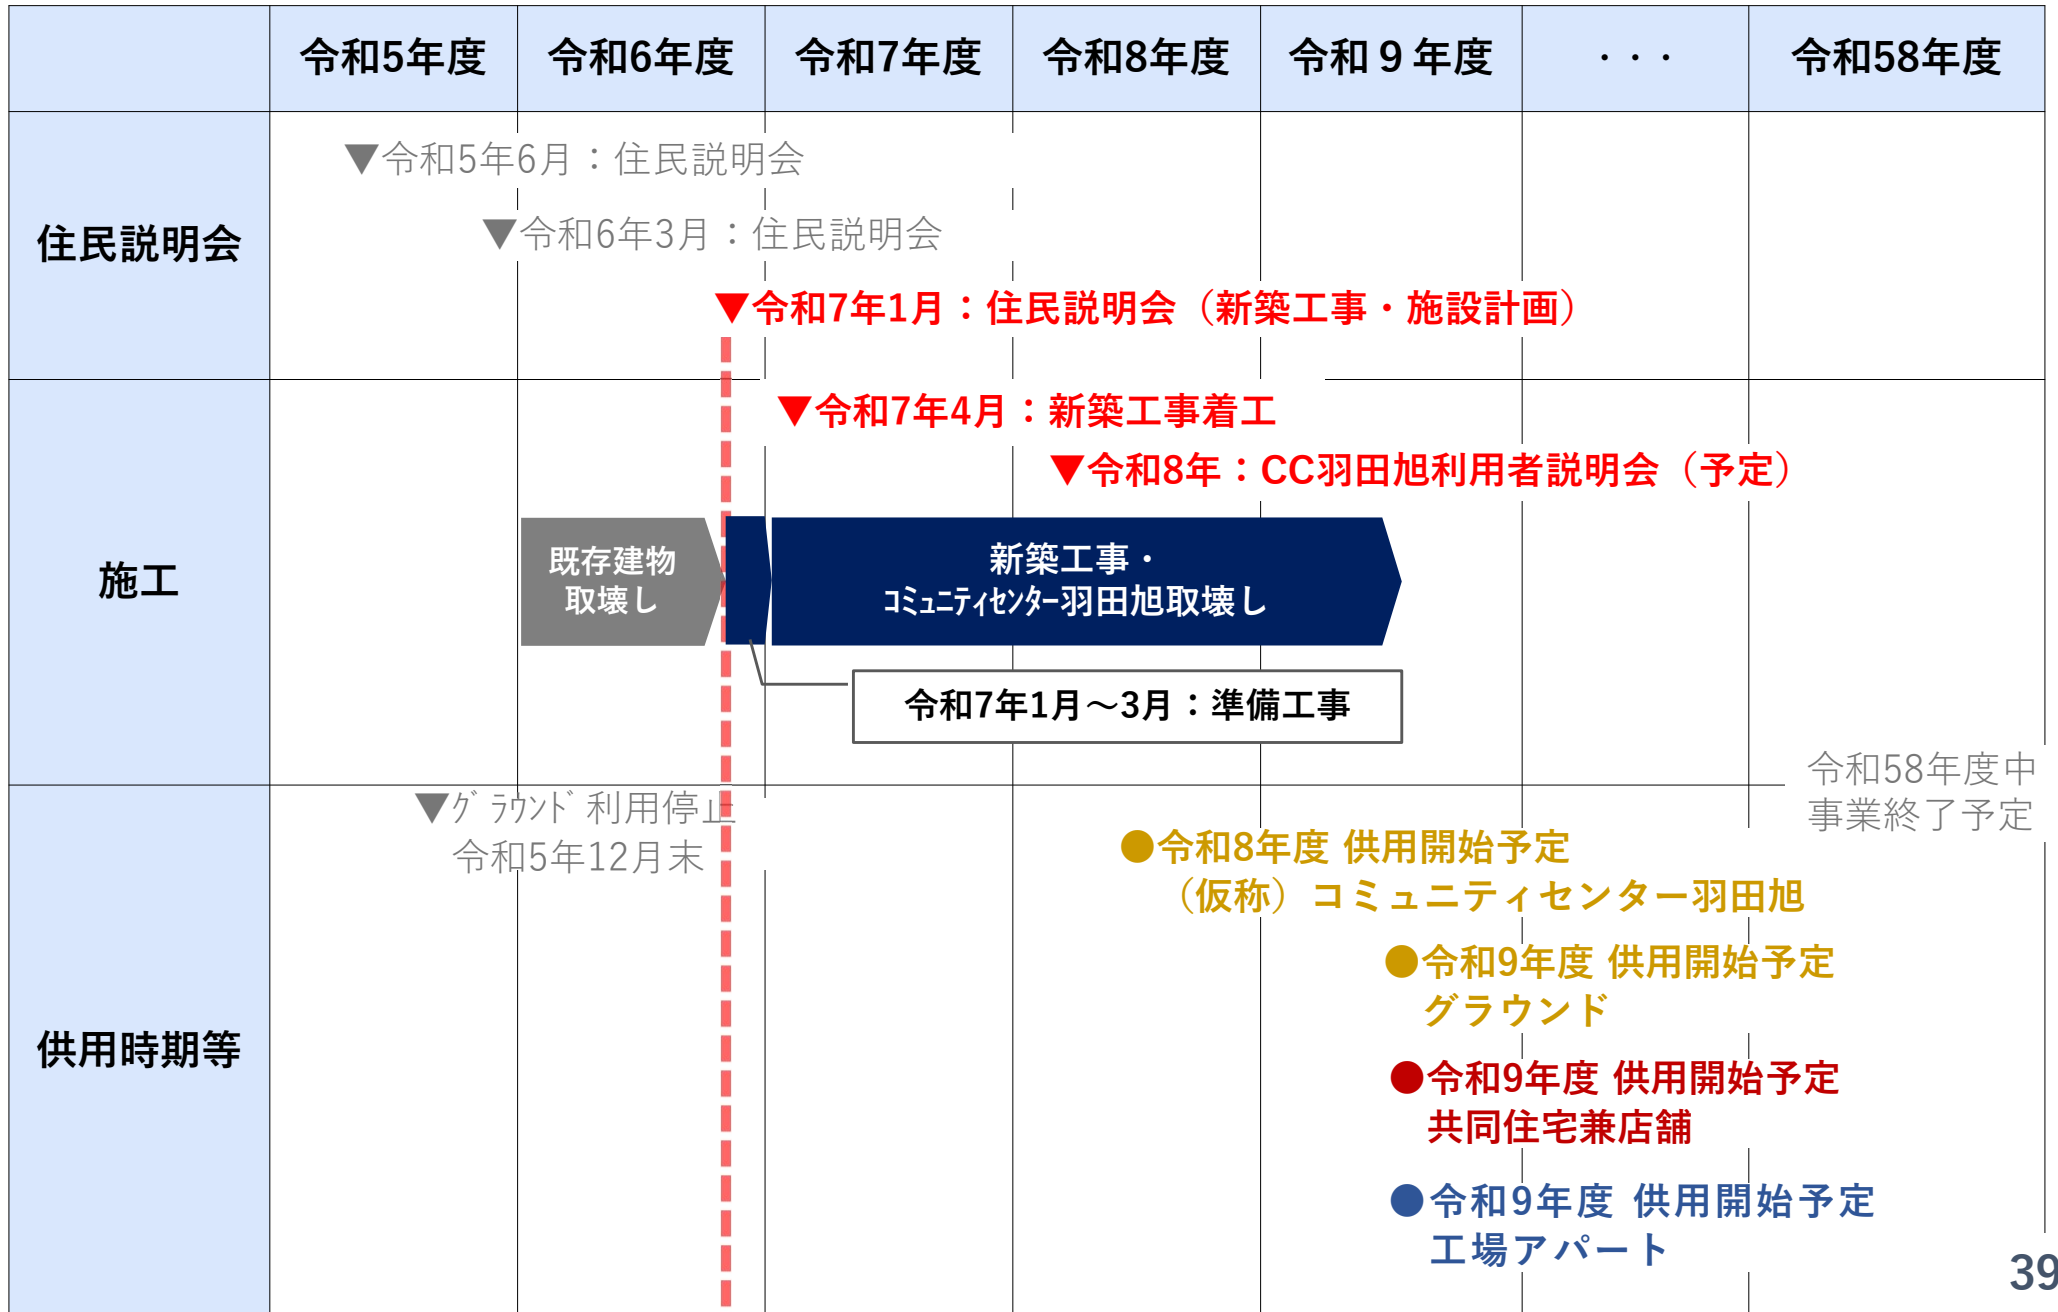 令和5年度
令和6年度
令和7年度
令和8年度
令和９年度
・・・
令和58年度
住民説明会
▼令和5年6月：住民説明会
▼令和6年3月：住民説明会
▼令和7年1月：住民説明会（新築工事・施設計画）
施工
▼令和7年4月：新築工事着工
▼令和8年：CC羽田旭利用者説明会（予定）
既存建物
取壊し
新築工事・
ｺﾐｭﾆﾃｨｾﾝﾀｰ羽田旭取壊し
令和7年1月～3月：準備工事
令和58年度中
事業終了予定
供用時期等
▼ｸﾞﾗｳﾝﾄﾞ利用停止
令和5年12月末
●令和8年度 供用開始予定
（仮称）コミュニティセンター羽田旭
●令和9年度 供用開始予定
グラウンド
●令和9年度 供用開始予定
共同住宅兼店舗
●令和9年度 供用開始予定
工場アパート
39